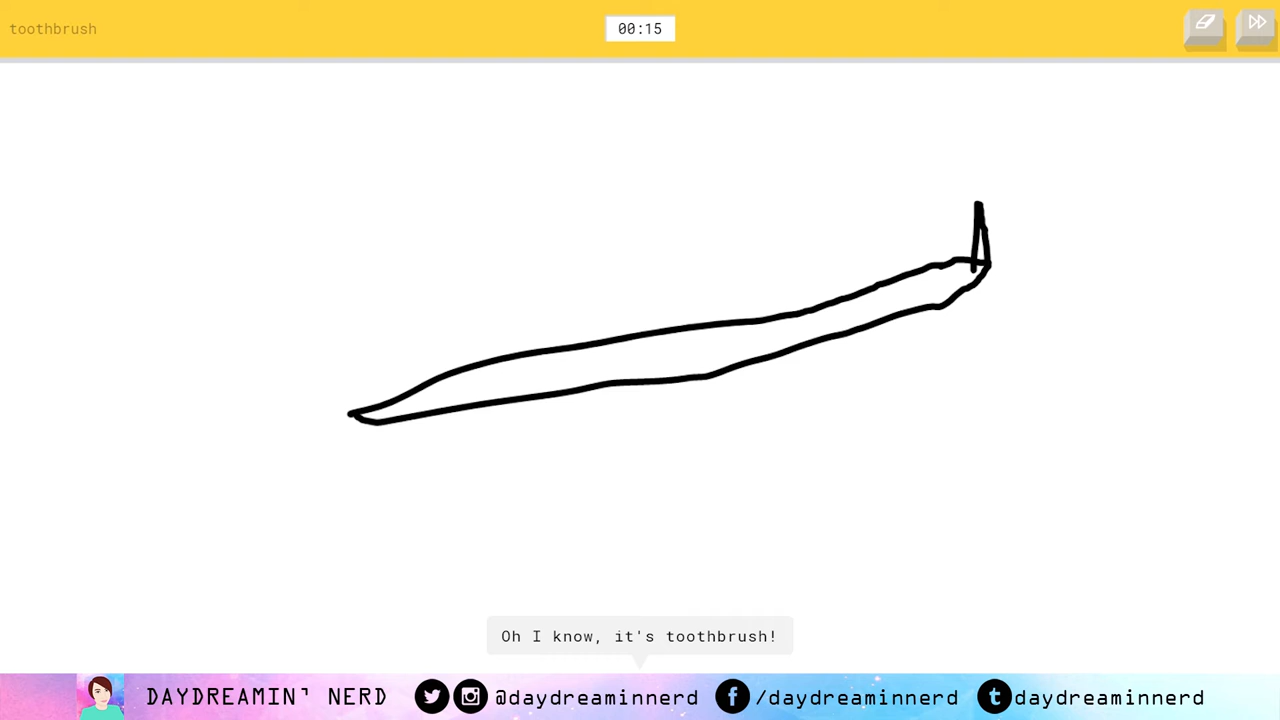 toothbrush
00:15
Oh I know, it's toothbrush!
DAYDREAMIN' NERD @daydreaminnerd /daydreaminnerd daydreaminnerd